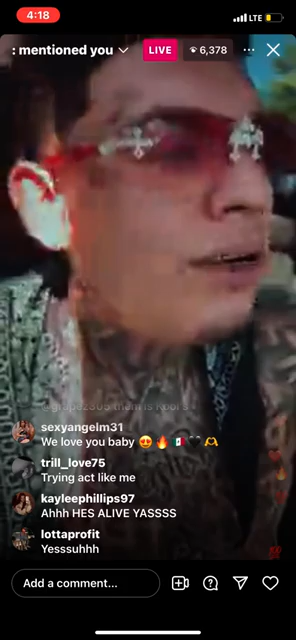 4:18
LTE
: mentioned you
LIVE
6,378
sexyangelm31
We love you baby 😍🔥🇲🇽🖤🫶
trill_love75
Trying act like me
kayleephillips97
Ahhh HES ALIVE YASSSS
lottaprofit
Yesssuhhh
Add a comment...